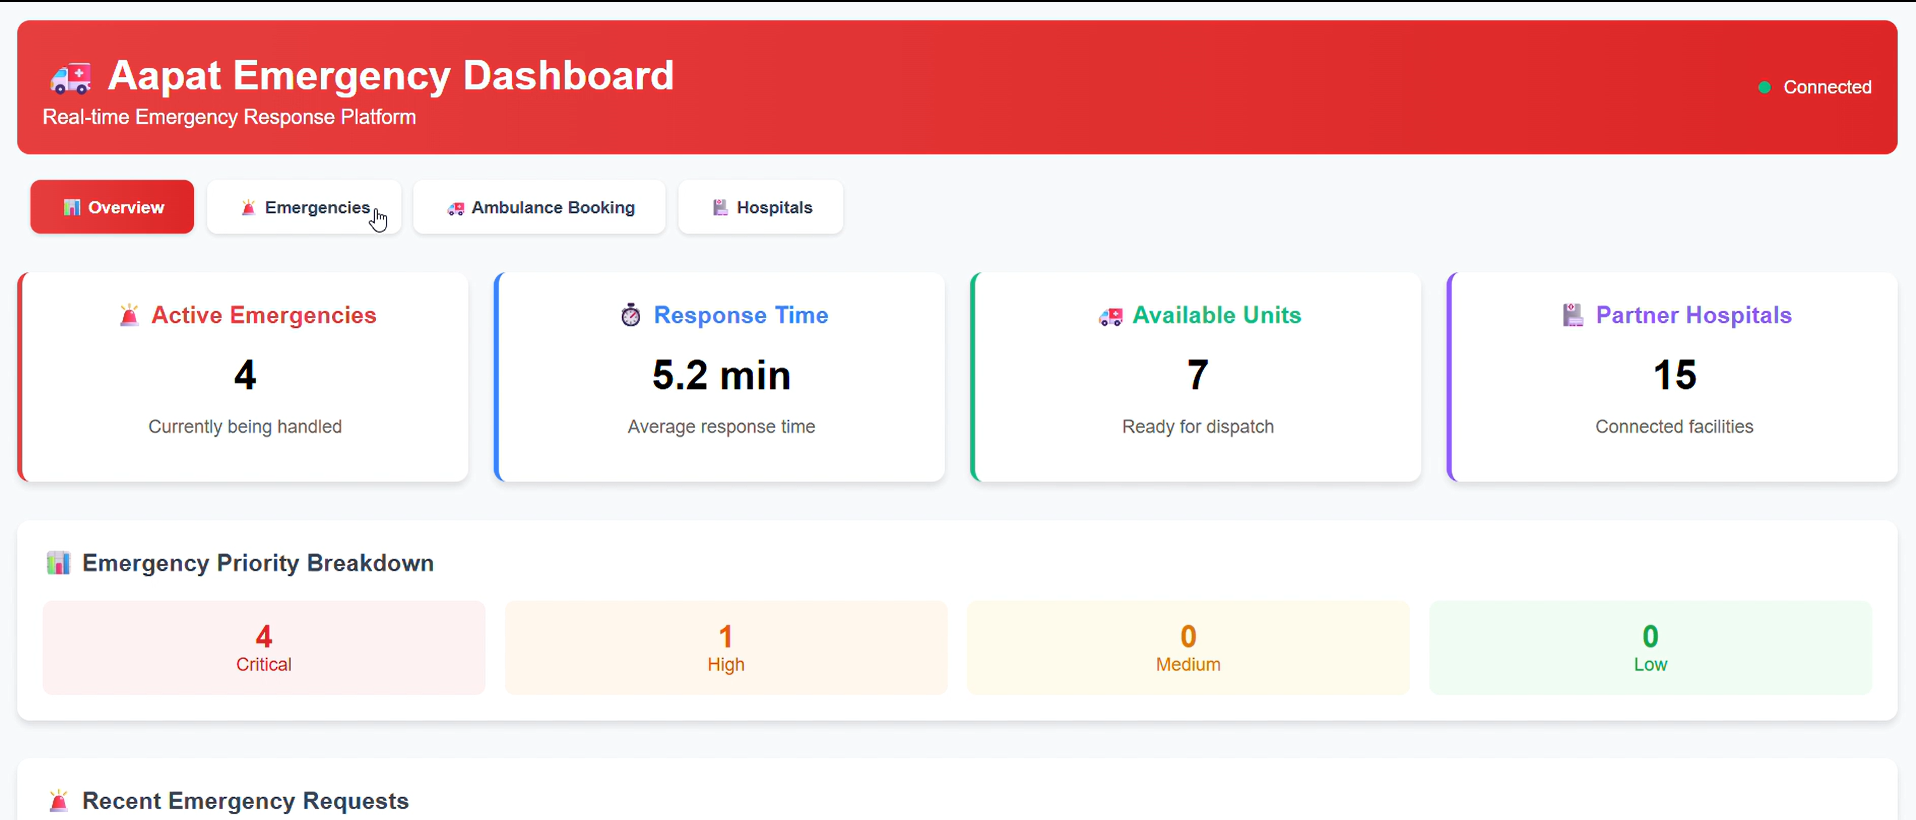 Aapat Emergency Dashboard
Real-time Emergency Response Platform
Connected
Overview
Emergencies
Ambulance Booking
Hospitals
Active Emergencies
4
Currently being handled
Response Time
5.2 min
Average response time
Available Units
7
Ready for dispatch
Partner Hospitals
15
Connected facilities
Emergency Priority Breakdown
4
Critical
1
High
0
Medium
0
Low
Recent Emergency Requests